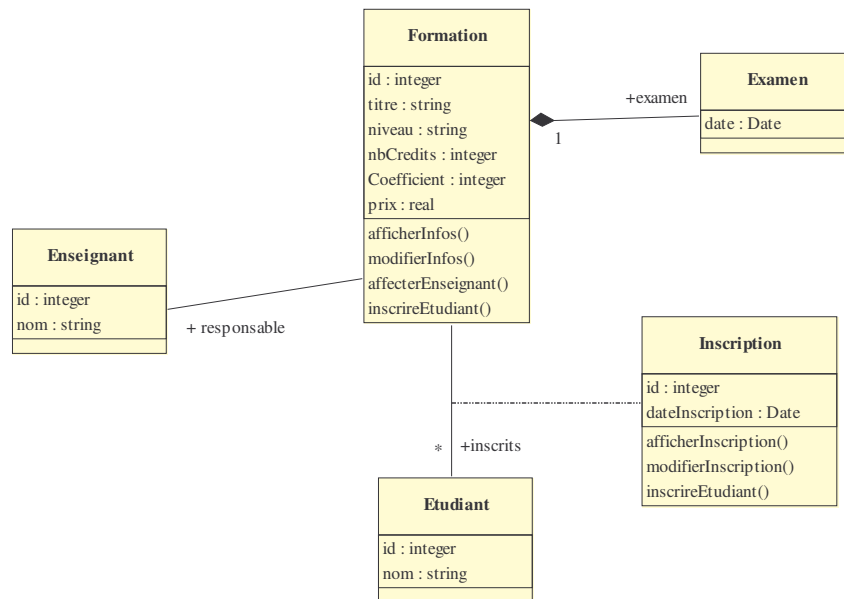 Formation
id : integer
titre : string
niveau : string
nbCredits : integer
Coefficient : integer
prix : real
afficherInfos()
modifierInfos()
affecterEnseignant()
inscrireEtudiant()
+examen
1
Examen
date : Date
Enseignant
id : integer
nom : string
+ responsable
Inscription
id : integer
dateInscription : Date
afficherInscription()
modifierInscription()
inscrireEtudiant()
* +inscrits
Etudiant
id : integer
nom : string